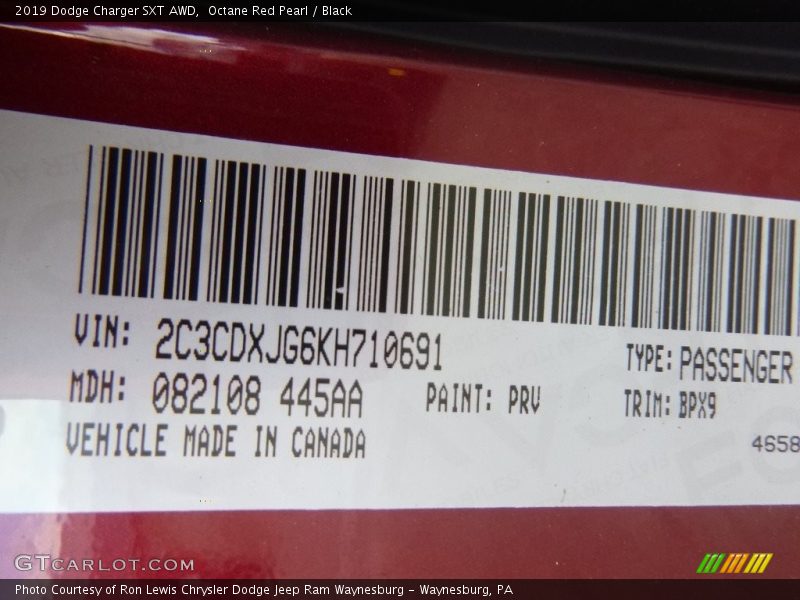 2019 Dodge Charger SXT AWD,  Octane Red Pearl / Black
VIN: 2C3CDXJG6KH710691
TYPE: PASSENGER
MDH: 082108 445AA
PAINT: PRV
TRIM: BPX9
VEHICLE MADE IN CANADA
4658
GTCARLOT.COM
Photo Courtesy of Ron Lewis Chrysler Dodge Jeep Ram Waynesburg - Waynesburg, PA